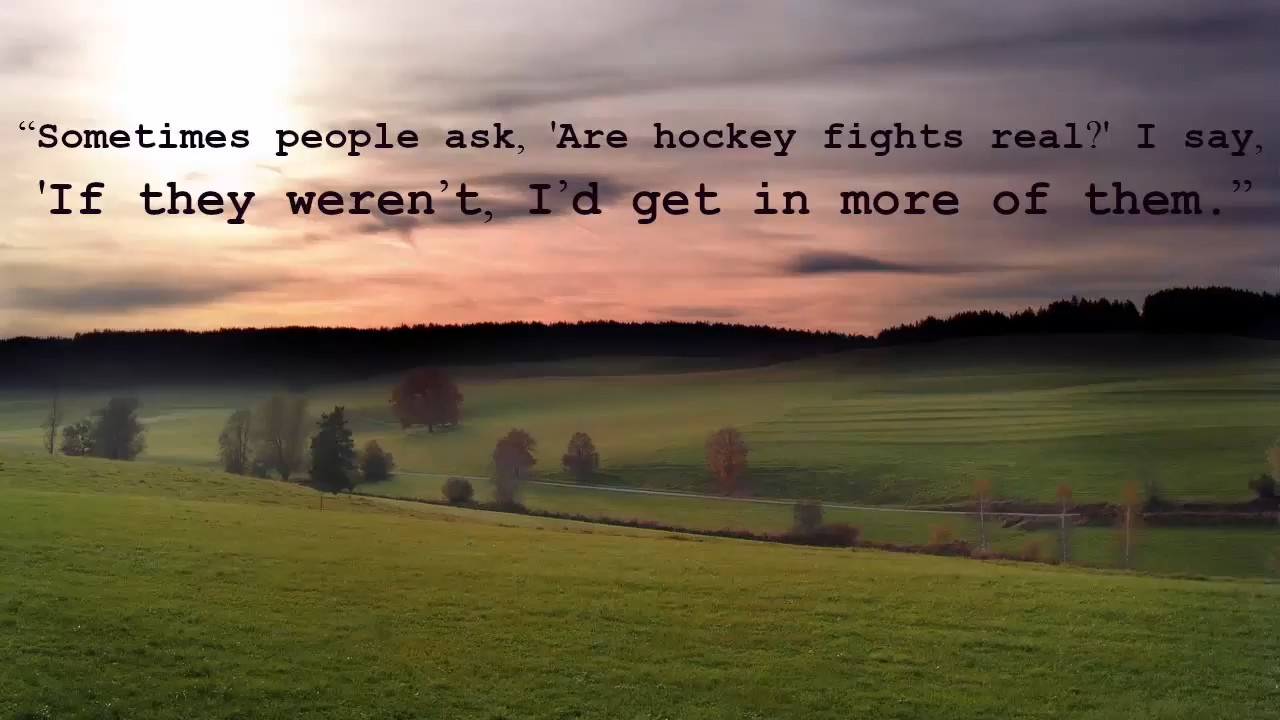 “Sometimes people ask, 'Are hockey fights real?' I say,
'If they weren’t, I’d get in more of them.”